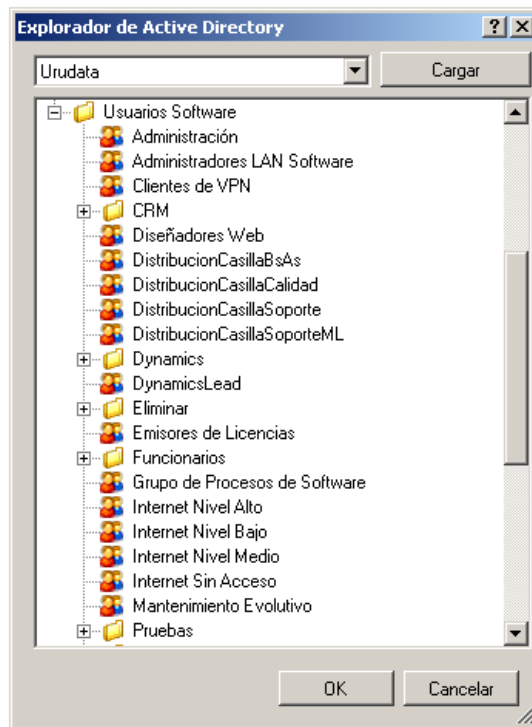 Explorador de Active Directory
Urudata
Cargar
Usuarios Software
Administración
Administradores LAN Software
Clientes de VPN
CRM
Diseñadores Web
DistribucionCasillaBsAs
DistribucionCasillaCalidad
DistribucionCasillaSoporte
DistribucionCasillaSoporteML
Dynamics
DynamicsLead
Eliminar
Emisores de Licencias
Funcionarios
Grupo de Procesos de Software
Internet Nivel Alto
Internet Nivel Bajo
Internet Nivel Medio
Internet Sin Acceso
Mantenimiento Evolutivo
Pruebas
OK
Cancelar